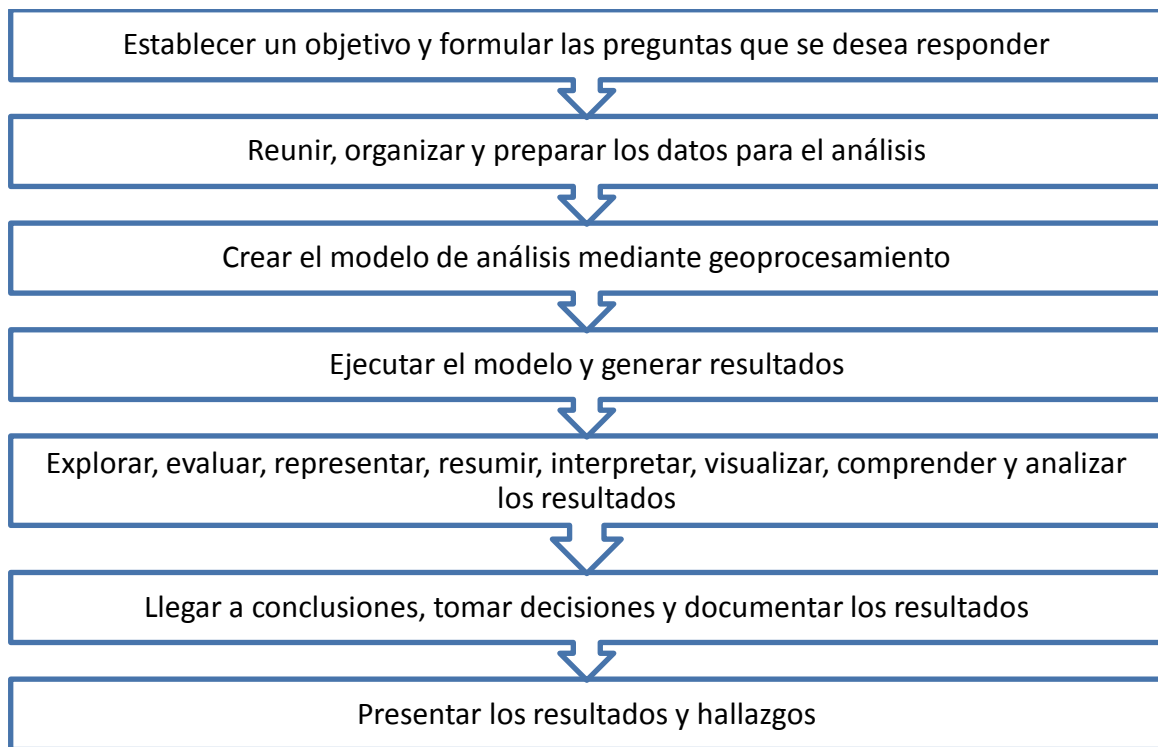 Establecer un objetivo y formular las preguntas que se desea responder
Reunir, organizar y preparar los datos para el análisis
Crear el modelo de análisis mediante geoprocesamiento
Ejecutar el modelo y generar resultados
Explorar, evaluar, representar, resumir, interpretar, visualizar, comprender y analizar
los resultados
Llegar a conclusiones, tomar decisiones y documentar los resultados
Presentar los resultados y hallazgos